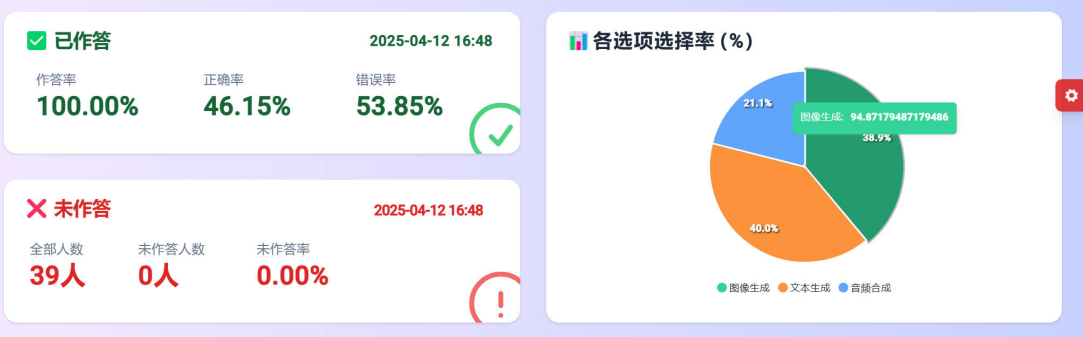 已作答
2025-04-12 16:48
作答率
正确率
错误率
100.00%
46.15%
53.85%
未作答
2025-04-12 16:48
全部人数
未作答人数
未作答率
39人
0人
0.00%
各选项选择率 (%)
21.1%
图像生成: 94.87179487179486
38.9%
40.0%
图像生成
文本生成
音频合成